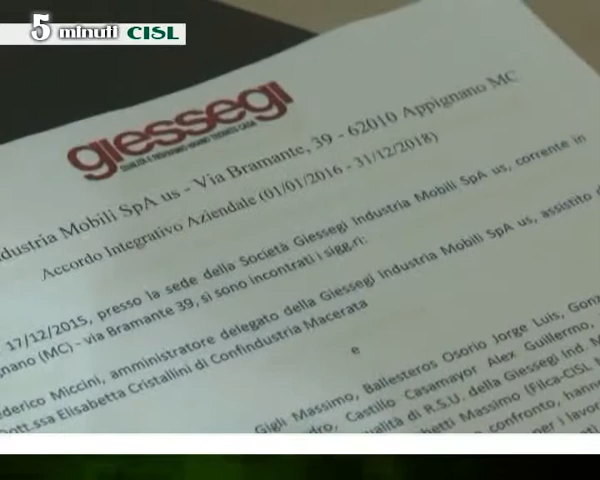 5 minuti CISL
giessegi
Industria Mobili SpA us - Via Bramante, 39 - 62010 Appignano MC
Accordo Integrativo Aziendale (01/01/2016 - 31/12/2018)
17/12/2015, presso la sede della Società Giessegi Industria Mobili SpA us, corrente in
(MC) - via Bramante 39, si sono incontrati i sigg.ri:
Miccini, amministratore delegato della Giessegi Industria Mobili SpA us, assistito
Dott.ssa Elisabetta Cristallini di Confindustria Macerata
e
Gigli Massimo, Ballesteros Osorio Jorge Luis,
Castillo Casamayor Alex Guillermo,
di R.S.U. della Giessegi Ind.
Massimo (Filca-CISL
confronto,
per i